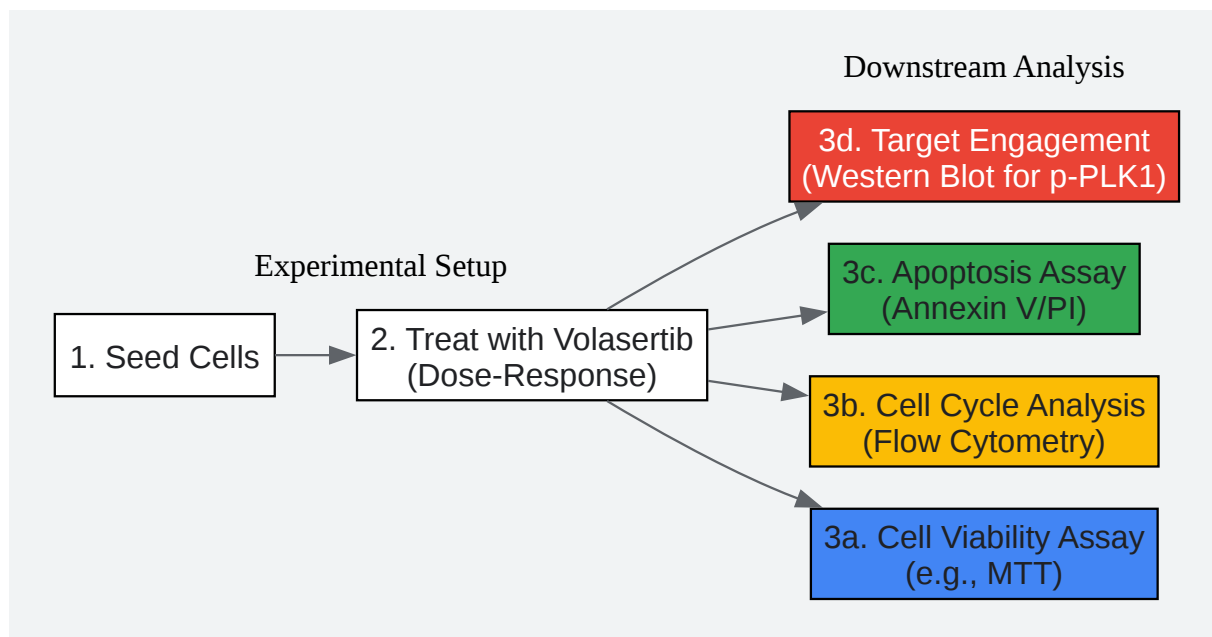 Downstream Analysis
3d. Target Engagement
(Western Blot for p-PLK1)
Experimental Setup
3c. Apoptosis Assay
(Annexin V/PI)
1. Seed Cells
2. Treat with Volasertib
(Dose-Response)
3b. Cell Cycle Analysis
(Flow Cytometry)
3a. Cell Viability Assay
(e.g., MTT)